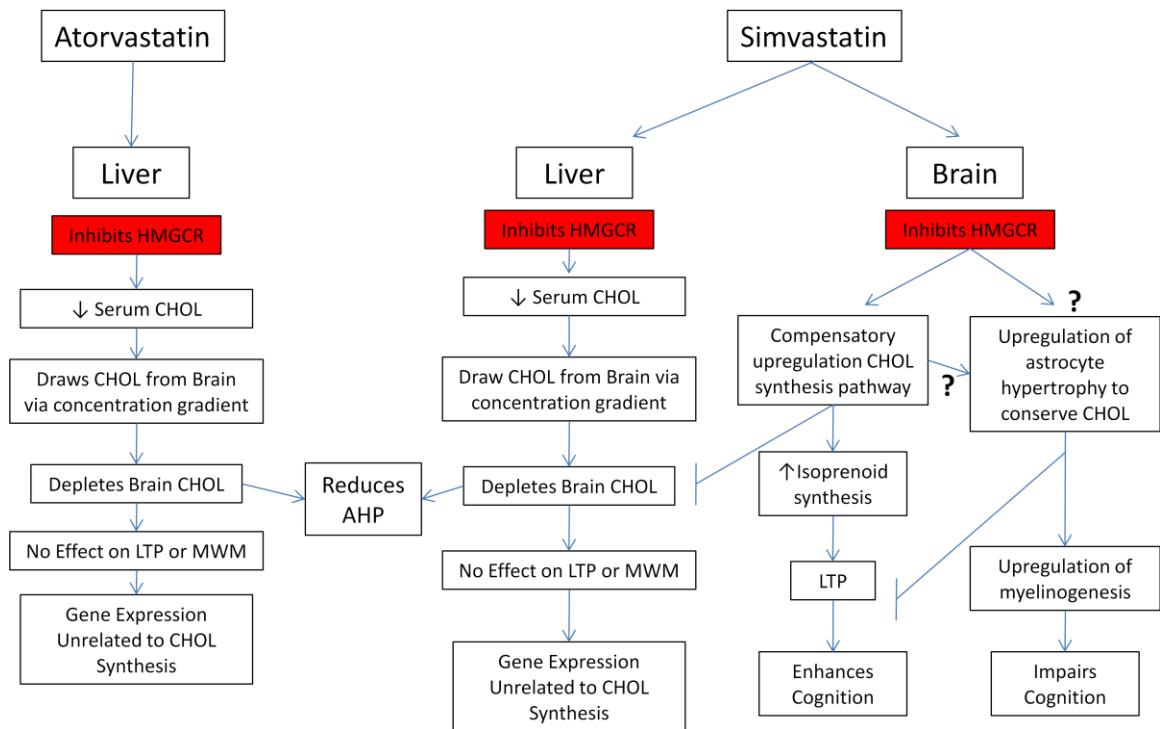 Atorvastatin
Liver
Inhibits HMGCR
↓ Serum CHOL
Draws CHOL from Brain
via concentration gradient
Depletes Brain CHOL
No Effect on LTP or MWM
Gene Expression
Unrelated to CHOL
Synthesis
Reduces
AHP
Simvastatin
Liver
Inhibits HMGCR
↓ Serum CHOL
Draw CHOL from Brain via
concentration gradient
Depletes Brain CHOL
No Effect on LTP or MWM
Gene Expression
Unrelated to CHOL
Synthesis
Brain
Inhibits HMGCR
Compensatory
upregulation CHOL
synthesis pathway
?
?
Upregulation of
astrocyte
hypertrophy to
conserve CHOL
↑Isoprenoid
synthesis
LTP
Enhances
Cognition
Upregulation of
myelinogenesis
Impairs
Cognition